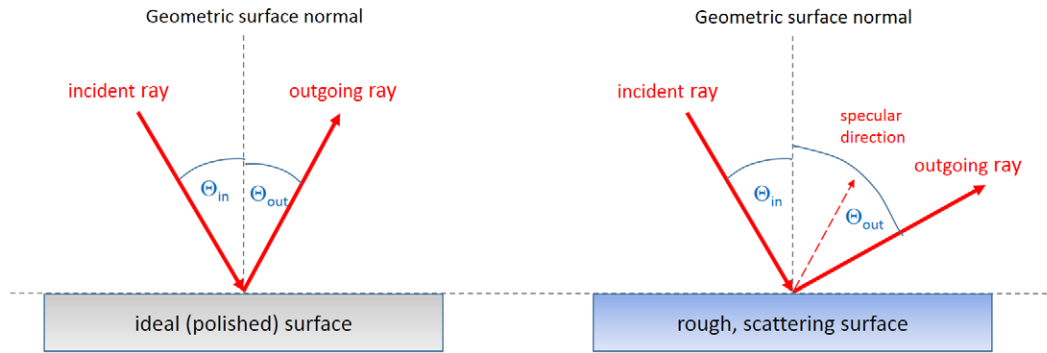 Geometric surface normal
incident ray
outgoing ray
Θin
Θout
ideal (polished) surface
Geometric surface normal
incident ray
specular
direction
outgoing ray
Θin
Θout
rough, scattering surface